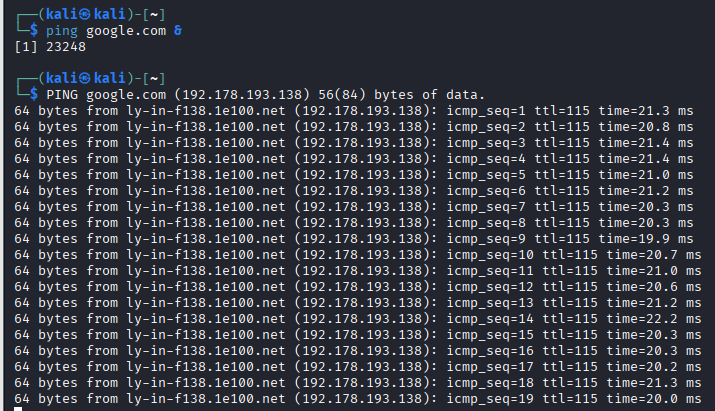 ┌──(kali㉿kali)-[~]
└─$ ping google.com &
[1] 23248
┌──(kali㉿kali)-[~]
└─$ PING google.com (192.178.193.138) 56(84) bytes of data.
64 bytes from ly-in-f138.1e100.net (192.178.193.138): icmp_seq=1 ttl=115 time=21.3 ms
64 bytes from ly-in-f138.1e100.net (192.178.193.138): icmp_seq=2 ttl=115 time=20.8 ms
64 bytes from ly-in-f138.1e100.net (192.178.193.138): icmp_seq=3 ttl=115 time=21.4 ms
64 bytes from ly-in-f138.1e100.net (192.178.193.138): icmp_seq=4 ttl=115 time=21.4 ms
64 bytes from ly-in-f138.1e100.net (192.178.193.138): icmp_seq=5 ttl=115 time=21.0 ms
64 bytes from ly-in-f138.1e100.net (192.178.193.138): icmp_seq=6 ttl=115 time=21.2 ms
64 bytes from ly-in-f138.1e100.net (192.178.193.138): icmp_seq=7 ttl=115 time=20.3 ms
64 bytes from ly-in-f138.1e100.net (192.178.193.138): icmp_seq=8 ttl=115 time=20.3 ms
64 bytes from ly-in-f138.1e100.net (192.178.193.138): icmp_seq=9 ttl=115 time=19.9 ms
64 bytes from ly-in-f138.1e100.net (192.178.193.138): icmp_seq=10 ttl=115 time=20.7 ms
64 bytes from ly-in-f138.1e100.net (192.178.193.138): icmp_seq=11 ttl=115 time=21.0 ms
64 bytes from ly-in-f138.1e100.net (192.178.193.138): icmp_seq=12 ttl=115 time=20.6 ms
64 bytes from ly-in-f138.1e100.net (192.178.193.138): icmp_seq=13 ttl=115 time=21.2 ms
64 bytes from ly-in-f138.1e100.net (192.178.193.138): icmp_seq=14 ttl=115 time=22.2 ms
64 bytes from ly-in-f138.1e100.net (192.178.193.138): icmp_seq=15 ttl=115 time=20.3 ms
64 bytes from ly-in-f138.1e100.net (192.178.193.138): icmp_seq=16 ttl=115 time=20.3 ms
64 bytes from ly-in-f138.1e100.net (192.178.193.138): icmp_seq=17 ttl=115 time=20.2 ms
64 bytes from ly-in-f138.1e100.net (192.178.193.138): icmp_seq=18 ttl=115 time=21.3 ms
64 bytes from ly-in-f138.1e100.net (192.178.193.138): icmp_seq=19 ttl=115 time=20.0 ms